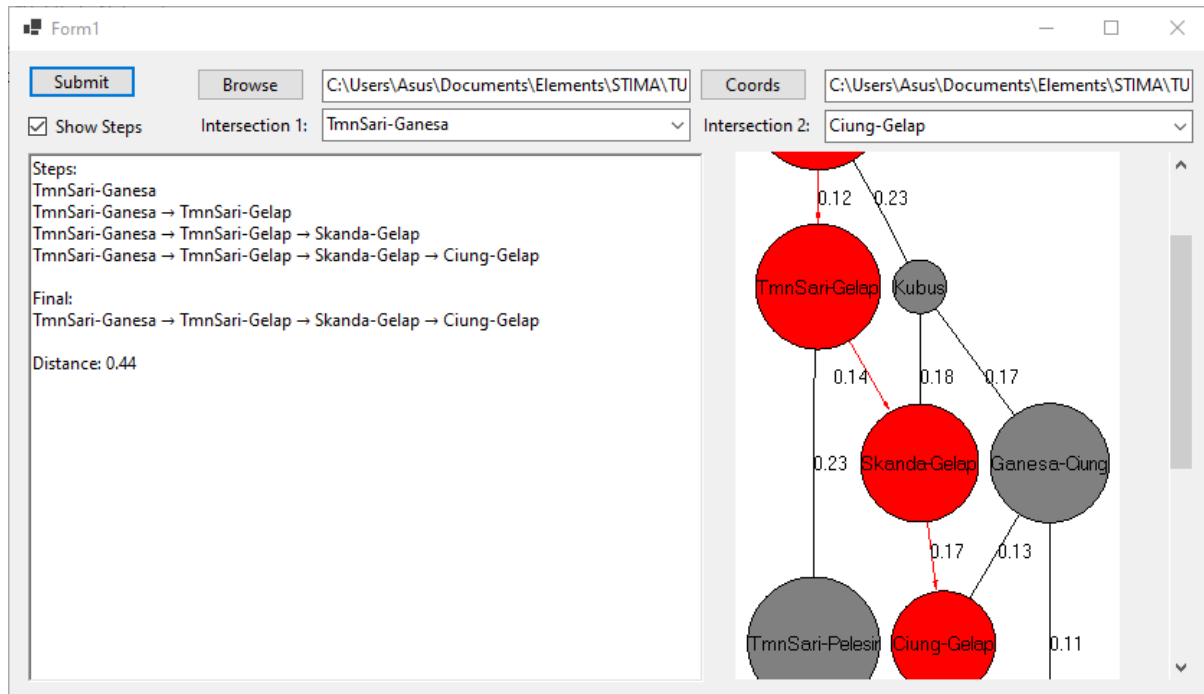 Form1
Submit
Browse
C:\Users\Asus\Documents\Elements\STIMA\TU
Coords
C:\Users\Asus\Documents\Elements\STIMA\TU
Show Steps
Intersection 1:
TmnSari-Ganesa
Intersection 2:
Ciung-Gelap
Steps:
TmnSari-Ganesa
TmnSari-Ganesa → TmnSari-Gelap
TmnSari-Ganesa → TmnSari-Gelap → Skanda-Gelap
TmnSari-Ganesa → TmnSari-Gelap → Skanda-Gelap → Ciung-Gelap
Final:
TmnSari-Ganesa → TmnSari-Gelap → Skanda-Gelap → Ciung-Gelap
Distance: 0.44
0.12
0.23
TmnSari-Gelap
Kubus
0.14
0.18
0.17
0.23
Skanda-Gelap
Ganesa-Ciung
0.17
0.13
TmnSari-Pelesir
Ciung-Gelap
0.11